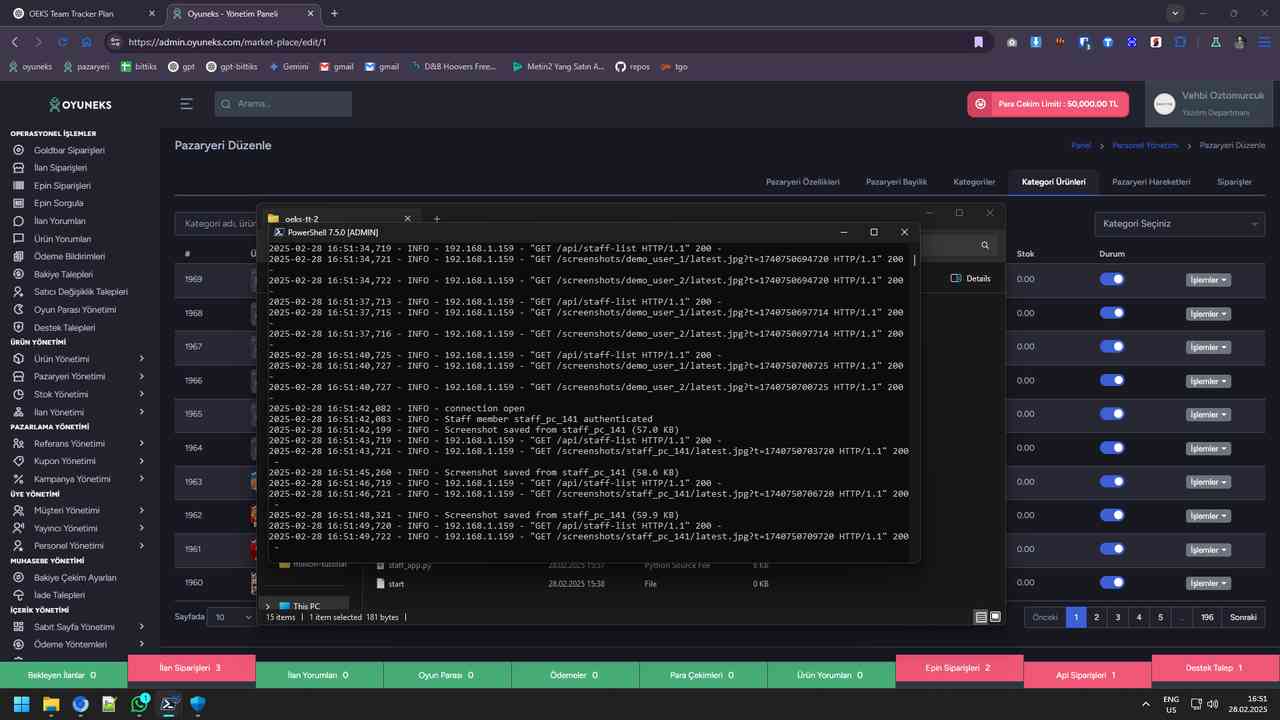 OEKS Team Tracker Plan
Oyuneks - Yönetim Paneli
https://admin.oyuneks.com/market-place/edit/1
oyuneks
pazaryeri
bittiks
gpt
gpt-bittiks
Gemini
gmail
gmail
D&B Hoovers Free...
Metin2 Yang Satın A...
repos
tgo
OYUNEKS
Arama...
Para Cekim Limiti : 50,000.00 TL
Vehbi Oztomurcuk
Yazılım Departmanı
OPERASYONEL İŞLEMLER
Goldbar Siparişleri
İlan Siparişleri
Epin Siparişleri
Epin Sorgula
İlan Yorumları
Ürün Yorumları
Ödeme Bildirimleri
Bakiye Talepleri
Satıcı Değişiklik Talepleri
Oyun Parası Yönetimi
Destek Talepleri
ÜRÜN YÖNETİMİ
Ürün Yönetimi
Pazaryeri Yönetimi
Stok Yönetimi
İlan Yönetimi
PAZARLAMA YÖNETİMİ
Referans Yönetimi
Kupon Yönetimi
Kampanya Yönetimi
ÜYE YÖNETİMİ
Müşteri Yönetimi
Yayıncı Yönetimi
Personel Yönetimi
MUHASEBE YÖNETİMİ
Bakiye Çekim Ayarları
İade Talepleri
İÇERİK YÖNETİMİ
Sabit Sayfa Yönetimi
Ödeme Yöntemleri
Pazaryeri Düzenle
Panel > Personel Yönetimi > Pazaryeri Düzenle
Pazaryeri Özellikleri
Pazaryeri Bayilik
Kategoriler
Kategori Ürünleri
Pazaryeri Hareketleri
Siparişler
Kategori adı, ürün
Kategori Seçiniz
#
Stok
Durum
1969
0.00
İşlemler
1968
0.00
İşlemler
1967
0.00
İşlemler
1966
0.00
İşlemler
1965
0.00
İşlemler
1964
0.00
İşlemler
1963
0.00
İşlemler
1962
0.00
İşlemler
1961
0.00
İşlemler
1960
0.00
İşlemler
Sayfada
10
Önceki 1 2 3 4 5 ... 196 Sonraki
oeks-tt-2
Details
PowerShell 7.5.0 [ADMIN]
2025-02-28 16:51:34,719 - INFO - 192.168.1.159 - "GET /api/staff-list HTTP/1.1" 200 -
2025-02-28 16:51:34,721 - INFO - 192.168.1.159 - "GET /screenshots/demo_user_1/latest.jpg?t=1740750694720 HTTP/1.1" 200
-
2025-02-28 16:51:34,722 - INFO - 192.168.1.159 - "GET /screenshots/demo_user_2/latest.jpg?t=1740750694720 HTTP/1.1" 200
-
2025-02-28 16:51:37,713 - INFO - 192.168.1.159 - "GET /api/staff-list HTTP/1.1" 200 -
2025-02-28 16:51:37,715 - INFO - 192.168.1.159 - "GET /screenshots/demo_user_1/latest.jpg?t=1740750697714 HTTP/1.1" 200
-
2025-02-28 16:51:37,716 - INFO - 192.168.1.159 - "GET /screenshots/demo_user_2/latest.jpg?t=1740750697714 HTTP/1.1" 200
-
2025-02-28 16:51:40,725 - INFO - 192.168.1.159 - "GET /api/staff-list HTTP/1.1" 200 -
2025-02-28 16:51:40,727 - INFO - 192.168.1.159 - "GET /screenshots/demo_user_1/latest.jpg?t=1740750700725 HTTP/1.1" 200
-
2025-02-28 16:51:40,727 - INFO - 192.168.1.159 - "GET /screenshots/demo_user_2/latest.jpg?t=1740750700725 HTTP/1.1" 200
-
2025-02-28 16:51:42,082 - INFO - connection open
2025-02-28 16:51:42,083 - INFO - Staff member staff_pc_141 authenticated
2025-02-28 16:51:42,199 - INFO - Screenshot saved from staff_pc_141 (57.0 KB)
2025-02-28 16:51:43,719 - INFO - 192.168.1.159 - "GET /api/staff-list HTTP/1.1" 200 -
2025-02-28 16:51:43,721 - INFO - 192.168.1.159 - "GET /screenshots/staff_pc_141/latest.jpg?t=1740750703720 HTTP/1.1" 200
-
2025-02-28 16:51:45,260 - INFO - Screenshot saved from staff_pc_141 (58.6 KB)
2025-02-28 16:51:46,719 - INFO - 192.168.1.159 - "GET /api/staff-list HTTP/1.1" 200 -
2025-02-28 16:51:46,721 - INFO - 192.168.1.159 - "GET /screenshots/staff_pc_141/latest.jpg?t=1740750706720 HTTP/1.1" 200
-
2025-02-28 16:51:48,321 - INFO - Screenshot saved from staff_pc_141 (59.9 KB)
2025-02-28 16:51:49,720 - INFO - 192.168.1.159 - "GET /api/staff-list HTTP/1.1" 200 -
2025-02-28 16:51:49,722 - INFO - 192.168.1.159 - "GET /screenshots/staff_pc_141/latest.jpg?t=1740750709720 HTTP/1.1" 200
-
staff_app.py 28.02.2025 15:37 Python Source File 6 KB
start 28.02.2025 15:38 File 0 KB
This PC
15 items | 1 item selected 181 bytes |
Bekleyen İlanlar 0
İlan Siparişleri 3
İlan Yorumları 0
Oyun Parası 0
Ödemeler 0
Para Çekimleri 0
Ürün Yorumları 0
Epin Siparişleri 2
Api Siparişleri 1
Destek Talep 1
1
ENG
US
16:51
28.02.2025